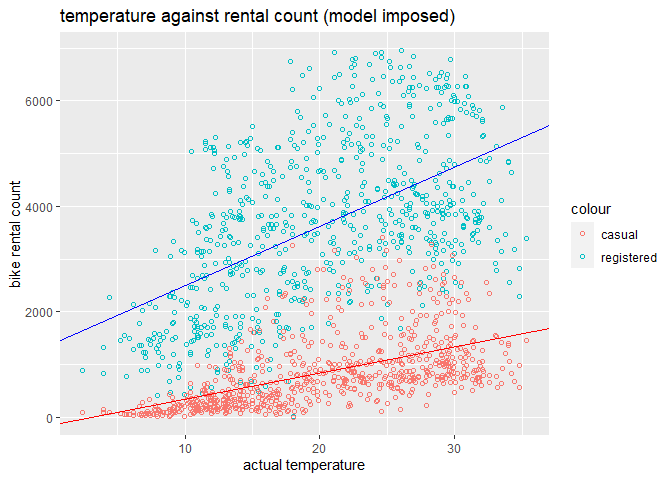 temperature against rental count (model imposed)
6000
4000
2000
0
bike rental count
10
20
30
actual temperature
colour
casual
registered